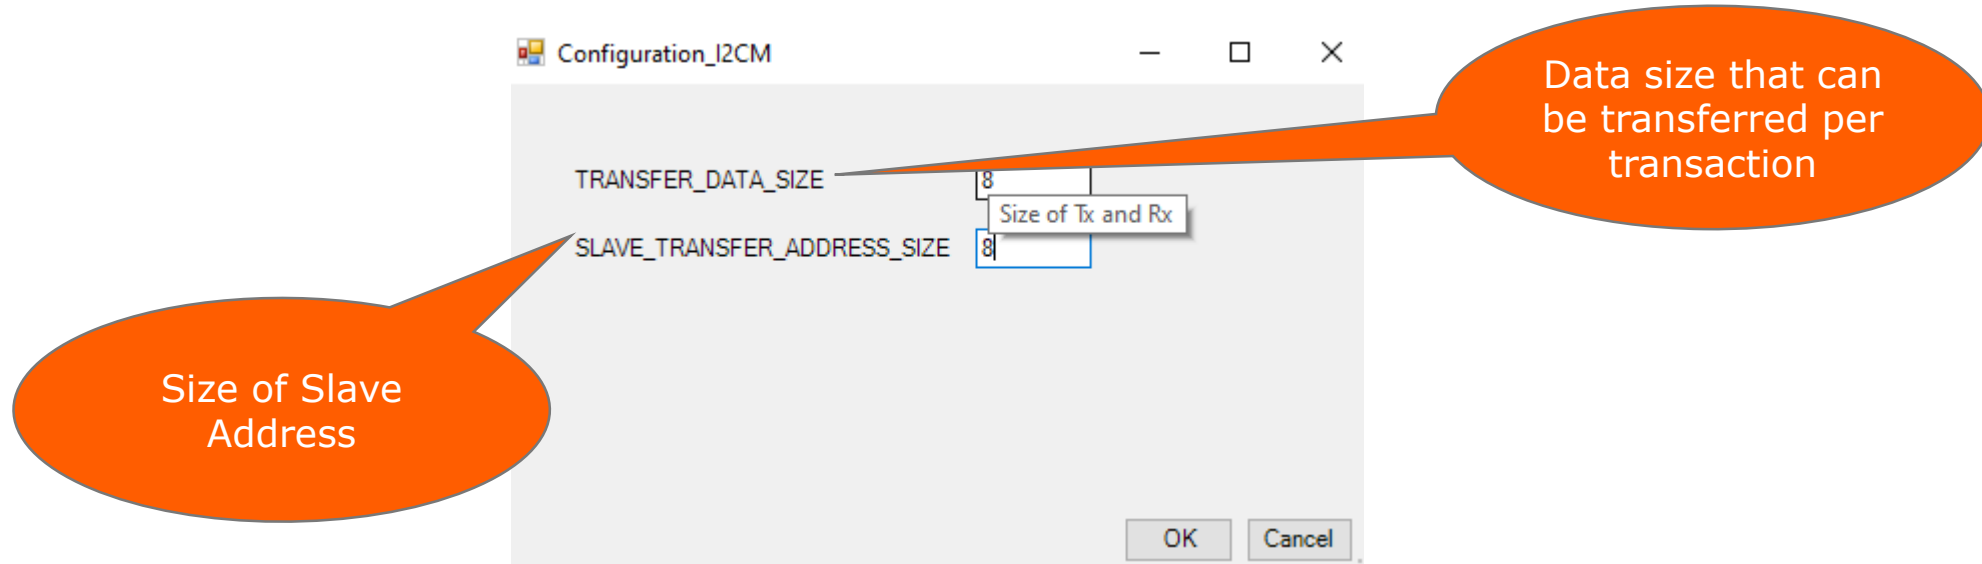 Configuration_I2CM
Data size that can
be transferred per
transaction
TRANSFER_DATA_SIZE 8
Size of Tx and Rx
SLAVE_TRANSFER_ADDRESS_SIZE 8
Size of Slave
Address
OK Cancel